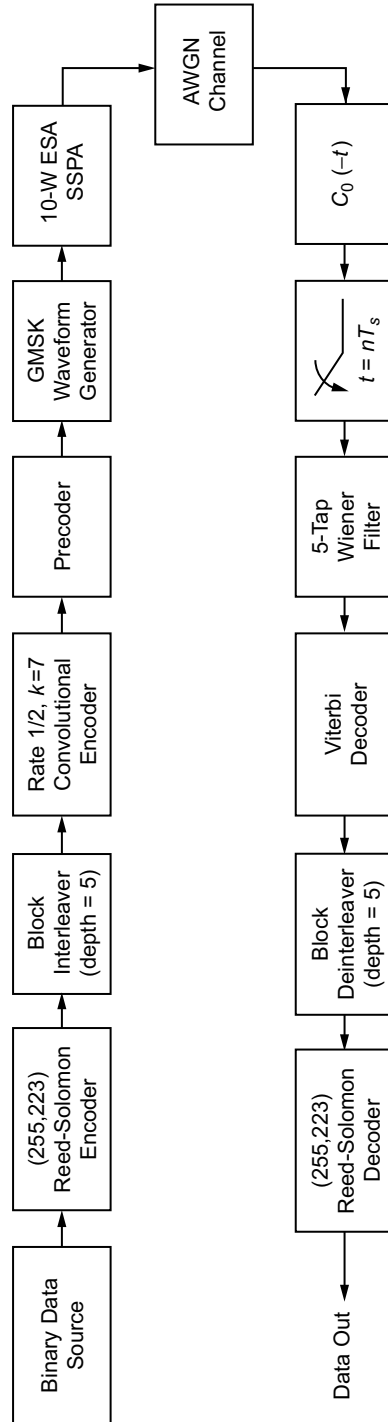 Binary Data
Source
(255,223)
Reed-Solomon
Encoder
Block
Interleaver
(depth = 5)
Rate 1/2, k=7
Convolutional
Encoder
Precoder
GMSK
Waveform
Generator
10-W ESA
SSPA
AWGN
Channel
C0 (–t)
t = nTs
5-Tap
Wiener
Filter
Viterbi
Decoder
Block
Deinterleaver
(depth = 5)
(255,223)
Reed-Solomon
Decoder
Data Out